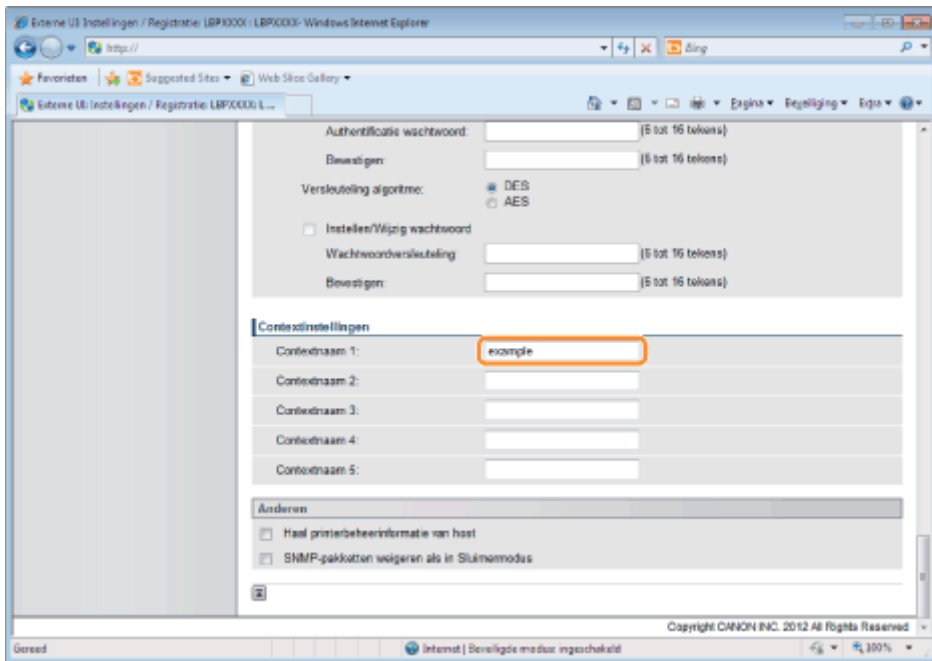 Externe UI: Instellingen / Registratie: LBPXXXX : LBPXXXX- Windows Internet Explorer
http://
Bing
Favorieten Suggested Sites Web Slice Gallery
Externe UI: Instellingen / Registratie: LBPXXXX: L...
Pagina Beveiliging Extra
Authentificatie wachtwoord: (6 tot 16 tekens)
Bevestigen: (6 tot 16 tekens)
Versleuteling algoritme: DES
AES
Instellen/Wijzig wachtwoord
Wachtwoordversleuteling: (6 tot 16 tekens)
Bevestigen: (6 tot 16 tekens)
Contextinstellingen
Contextnaam 1: example
Contextnaam 2:
Contextnaam 3:
Contextnaam 4:
Contextnaam 5:
Anderen
Haal printerbeheerinformatie van host
SNMP-pakketten weigeren als in Sluimermodus
Copyright CANON INC. 2012 All Rights Reserved
Gereed Internet | Beveiligde modus: ingeschakeld 100%